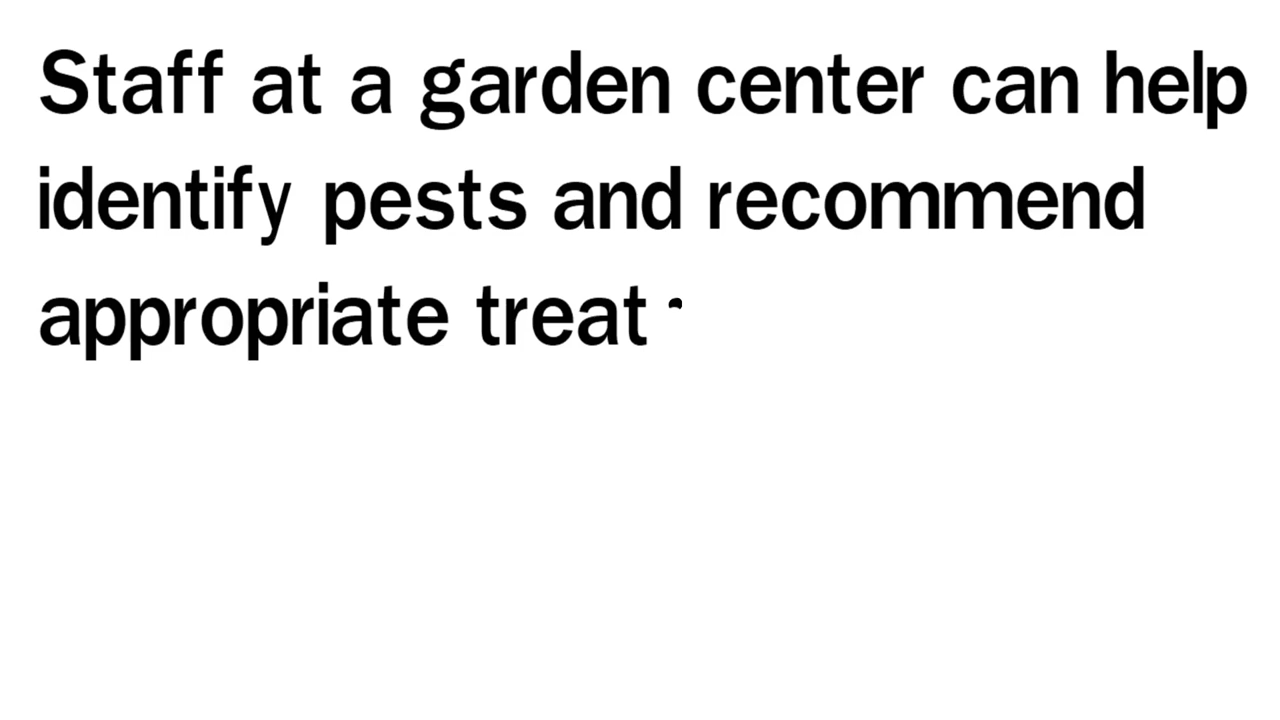 Staff at a garden center can help
identify pests and recommend
appropriate treat